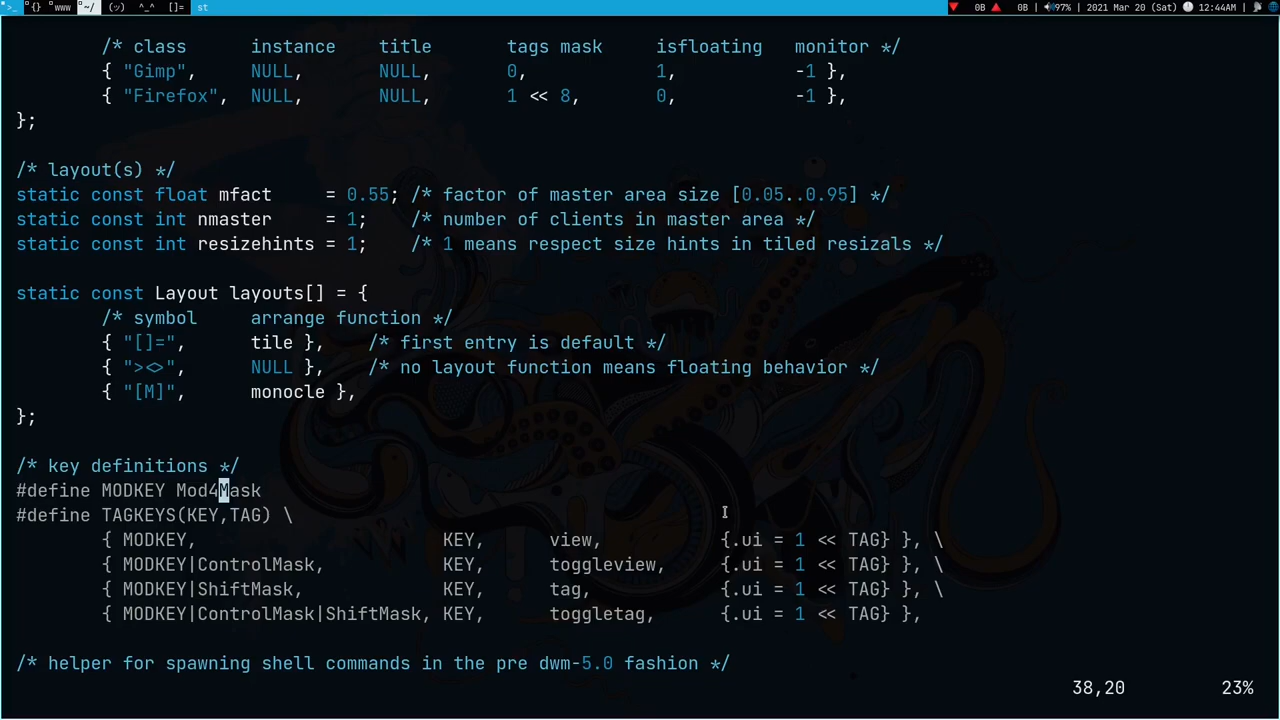 >_ {} www ~/ (ツ) ^_^ []= st 0B 0B | 97% | 2021 Mar 20 (Sat) 12:44AM |
/* class instance title tags mask isfloating monitor */
{ "Gimp", NULL, NULL, 0, 1, -1 },
{ "Firefox", NULL, NULL, 1 << 8, 0, -1 },
};
/* layout(s) */
static const float mfact = 0.55; /* factor of master area size [0.05..0.95] */
static const int nmaster = 1; /* number of clients in master area */
static const int resizehints = 1; /* 1 means respect size hints in tiled resizals */
static const Layout layouts[] = {
/* symbol arrange function */
{ "[]=", tile }, /* first entry is default */
{ "><>", NULL }, /* no layout function means floating behavior */
{ "[M]", monocle },
};
/* key definitions */
#define MODKEY Mod4Mask
#define TAGKEYS(KEY,TAG) \
{ MODKEY, KEY, view, {.ui = 1 << TAG} }, \
{ MODKEY|ControlMask, KEY, toggleview, {.ui = 1 << TAG} }, \
{ MODKEY|ShiftMask, KEY, tag, {.ui = 1 << TAG} }, \
{ MODKEY|ControlMask|ShiftMask, KEY, toggletag, {.ui = 1 << TAG} },
/* helper for spawning shell commands in the pre dwm-5.0 fashion */
38,20 23%